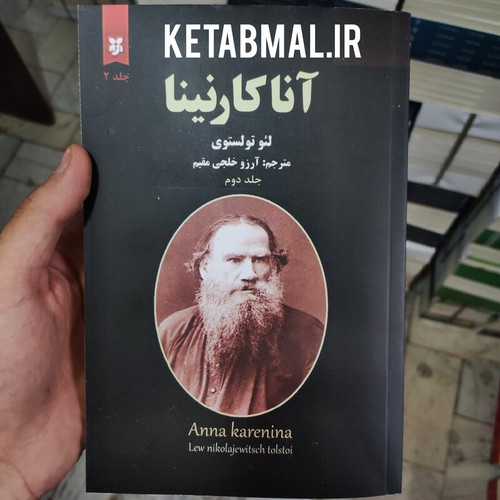 KETABMAL.IR
جلد ۲
آنا کارنینا
لئو تولستوی
مترجم: آرزو خلجی مقیم
جلد دوم
Anna karenina
Lew nikolajewitsch tolstoi